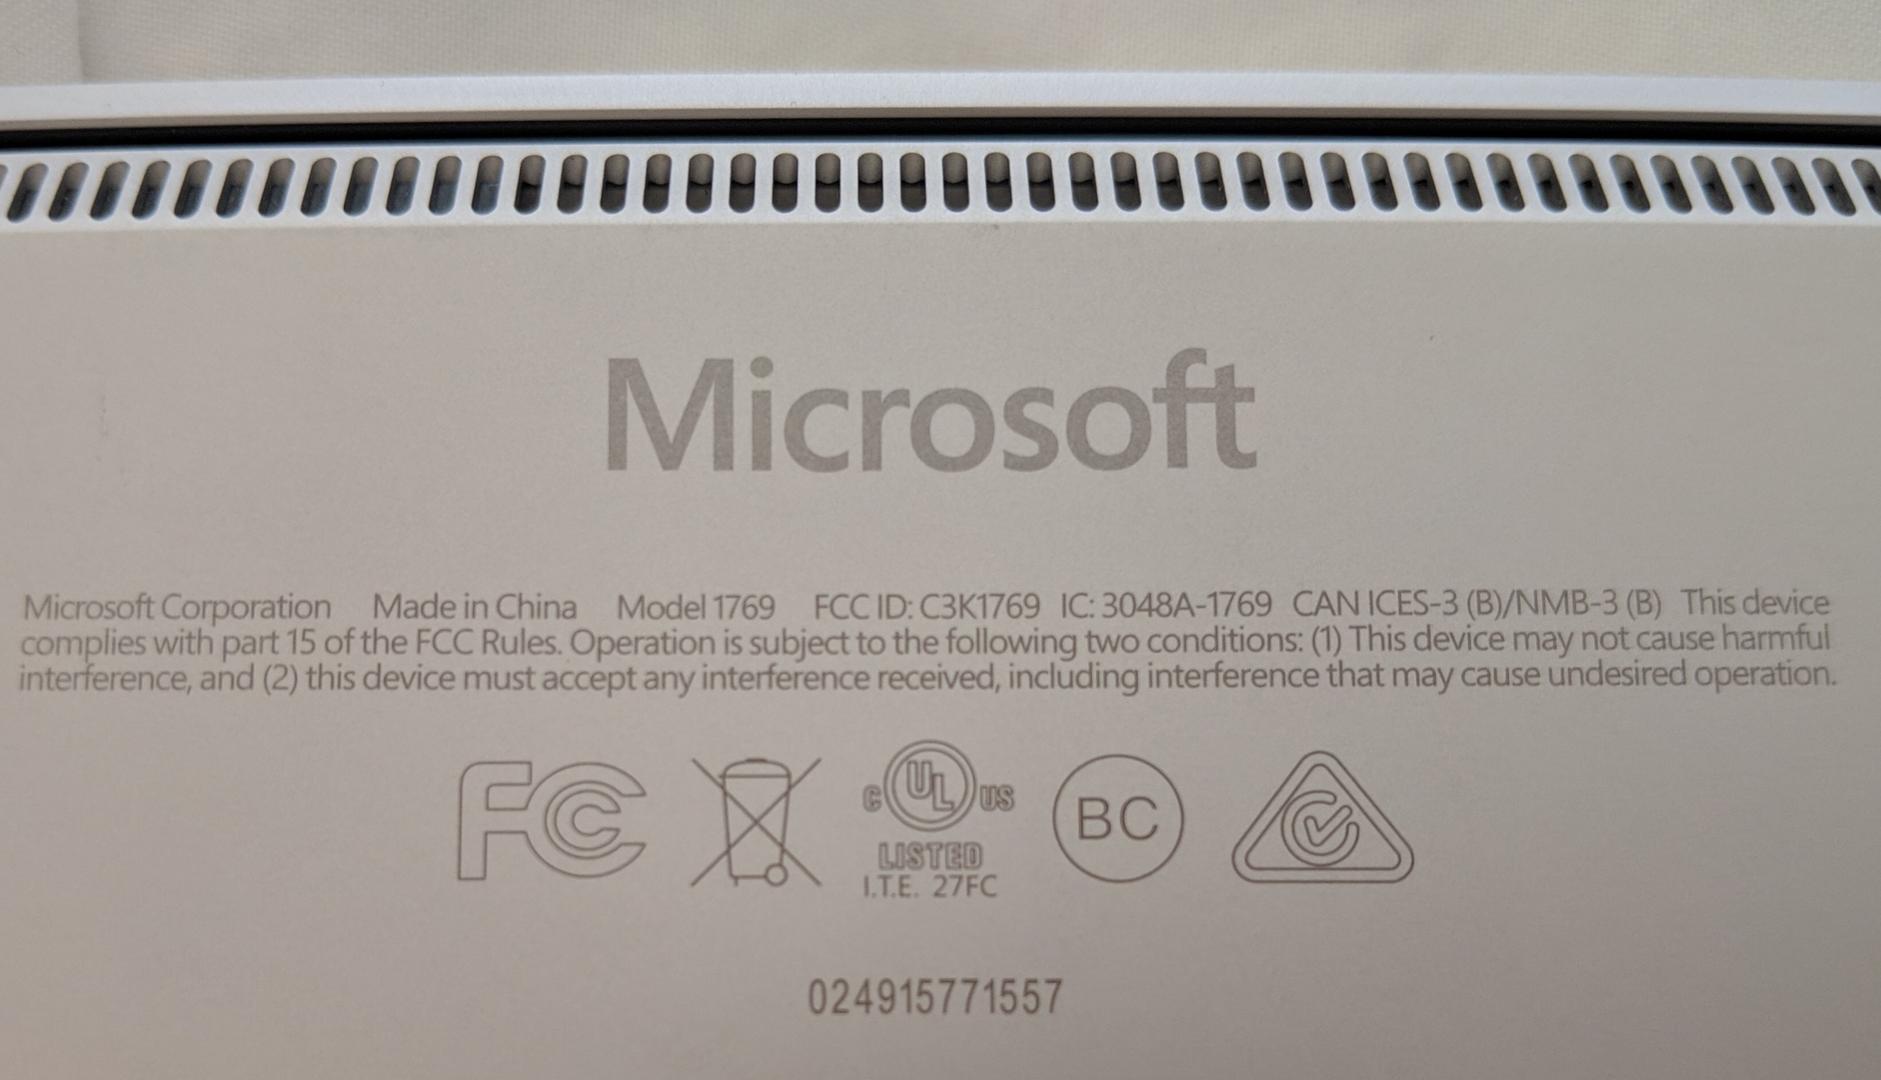 Microsoft
Microsoft Corporation Made in China Model 1769 FCC ID: C3K1769 IC: 3048A-1769 CAN ICES-3 (B)/NMB-3 (B) This device
complies with part 15 of the FCC Rules. Operation is subject to the following two conditions: (1) This device may not cause harmful
interference, and (2) this device must accept any interference received, including interference that may cause undesired operation.
FC C UL US BC
LISTED
I.T.E. 27FC
024915771557